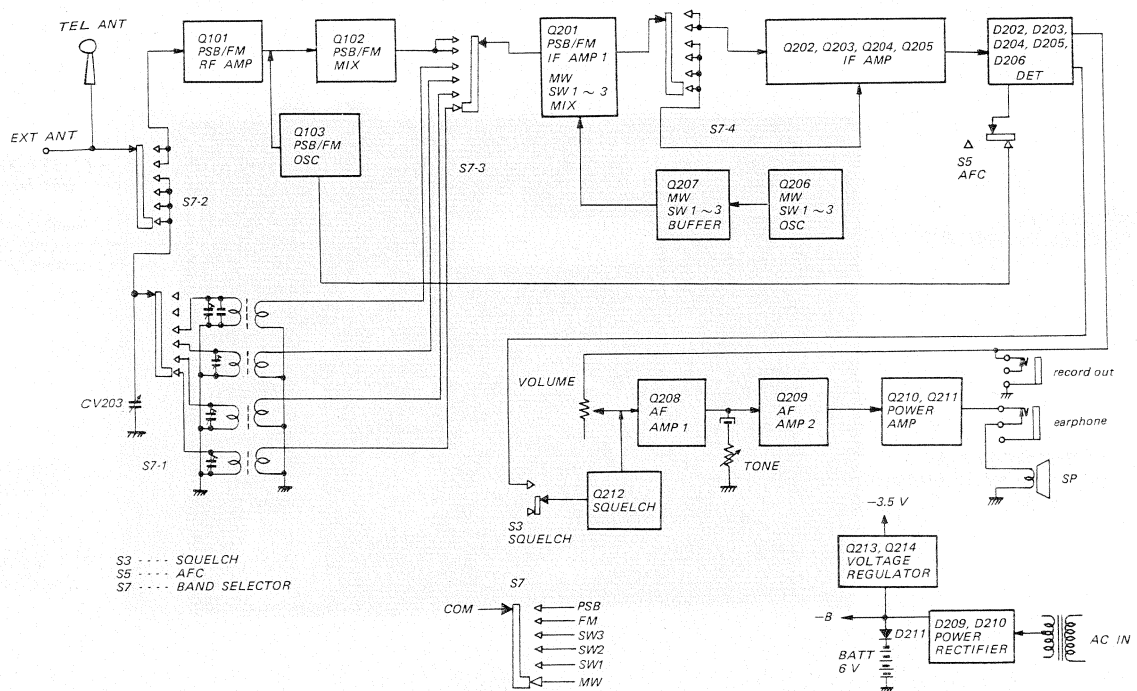 TEL ANT
EXT ANT
Q101
PSB/FM
RF AMP
Q102
PSB/FM
MIX
Q103
PSB/FM
OSC
S7-2
S7-3
Q201
PSB/FM
IF AMP 1
MW
SW 1 ~ 3
MIX
S7-4
Q202, Q203, Q204, Q205
IF AMP
D202, D203,
D204, D205,
D206
DET
S5
AFC
Q207
MW
SW 1 ~ 3
BUFFER
Q206
MW
SW 1 ~ 3
OSC
CV203
S7-1
VOLUME
Q208
AF
AMP 1
Q209
AF
AMP 2
Q210, Q211
POWER
AMP
record out
earphone
SP
TONE
Q212
SQUELCH
S3
SQUELCH
-3.5 V
Q213, Q214
VOLTAGE
REGULATOR
S3 ---- SQUELCH
S5 ---- AFC
S7 ---- BAND SELECTOR
S7
COM
PSB
FM
SW3
SW2
SW1
MW
-B
D211
BATT
6 V
D209, D210
POWER
RECTIFIER
AC IN